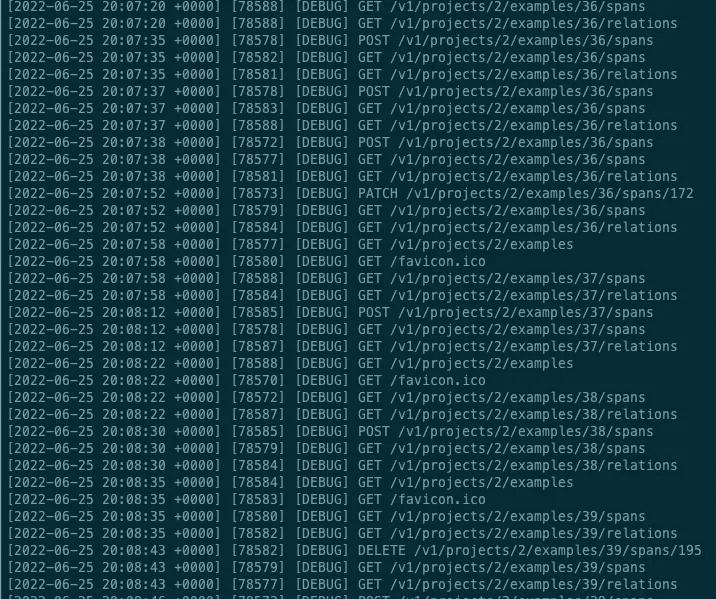 [2022-06-25 20:07:20 +0000] [78588] [DEBUG] GET /v1/projects/2/examples/36/spans
[2022-06-25 20:07:20 +0000] [78588] [DEBUG] GET /v1/projects/2/examples/36/relations
[2022-06-25 20:07:35 +0000] [78578] [DEBUG] POST /v1/projects/2/examples/36/spans
[2022-06-25 20:07:35 +0000] [78582] [DEBUG] GET /v1/projects/2/examples/36/spans
[2022-06-25 20:07:35 +0000] [78581] [DEBUG] GET /v1/projects/2/examples/36/relations
[2022-06-25 20:07:37 +0000] [78578] [DEBUG] POST /v1/projects/2/examples/36/spans
[2022-06-25 20:07:37 +0000] [78583] [DEBUG] GET /v1/projects/2/examples/36/spans
[2022-06-25 20:07:37 +0000] [78588] [DEBUG] GET /v1/projects/2/examples/36/relations
[2022-06-25 20:07:38 +0000] [78572] [DEBUG] POST /v1/projects/2/examples/36/spans
[2022-06-25 20:07:38 +0000] [78577] [DEBUG] GET /v1/projects/2/examples/36/spans
[2022-06-25 20:07:38 +0000] [78581] [DEBUG] GET /v1/projects/2/examples/36/relations
[2022-06-25 20:07:52 +0000] [78573] [DEBUG] PATCH /v1/projects/2/examples/36/spans/172
[2022-06-25 20:07:52 +0000] [78579] [DEBUG] GET /v1/projects/2/examples/36/spans
[2022-06-25 20:07:52 +0000] [78584] [DEBUG] GET /v1/projects/2/examples/36/relations
[2022-06-25 20:07:58 +0000] [78577] [DEBUG] GET /v1/projects/2/examples
[2022-06-25 20:07:58 +0000] [78580] [DEBUG] GET /favicon.ico
[2022-06-25 20:07:58 +0000] [78588] [DEBUG] GET /v1/projects/2/examples/37/spans
[2022-06-25 20:07:58 +0000] [78584] [DEBUG] GET /v1/projects/2/examples/37/relations
[2022-06-25 20:08:12 +0000] [78585] [DEBUG] POST /v1/projects/2/examples/37/spans
[2022-06-25 20:08:12 +0000] [78578] [DEBUG] GET /v1/projects/2/examples/37/spans
[2022-06-25 20:08:12 +0000] [78587] [DEBUG] GET /v1/projects/2/examples/37/relations
[2022-06-25 20:08:22 +0000] [78588] [DEBUG] GET /v1/projects/2/examples
[2022-06-25 20:08:22 +0000] [78570] [DEBUG] GET /favicon.ico
[2022-06-25 20:08:22 +0000] [78572] [DEBUG] GET /v1/projects/2/examples/38/spans
[2022-06-25 20:08:22 +0000] [78587] [DEBUG] GET /v1/projects/2/examples/38/relations
[2022-06-25 20:08:30 +0000] [78585] [DEBUG] POST /v1/projects/2/examples/38/spans
[2022-06-25 20:08:30 +0000] [78579] [DEBUG] GET /v1/projects/2/examples/38/spans
[2022-06-25 20:08:30 +0000] [78584] [DEBUG] GET /v1/projects/2/examples/38/relations
[2022-06-25 20:08:35 +0000] [78584] [DEBUG] GET /v1/projects/2/examples
[2022-06-25 20:08:35 +0000] [78583] [DEBUG] GET /favicon.ico
[2022-06-25 20:08:35 +0000] [78580] [DEBUG] GET /v1/projects/2/examples/39/spans
[2022-06-25 20:08:35 +0000] [78582] [DEBUG] GET /v1/projects/2/examples/39/relations
[2022-06-25 20:08:43 +0000] [78582] [DEBUG] DELETE /v1/projects/2/examples/39/spans/195
[2022-06-25 20:08:43 +0000] [78579] [DEBUG] GET /v1/projects/2/examples/39/spans
[2022-06-25 20:08:43 +0000] [78577] [DEBUG] GET /v1/projects/2/examples/39/relations